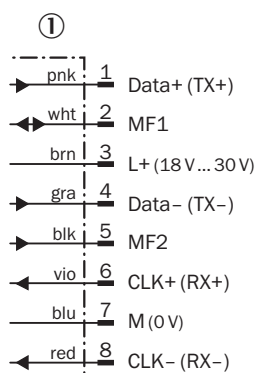 ①
pnk 1 Data+ (TX+)
wht 2 MF1
brn 3 L+ (18 V... 30 V)
gra 4 Data– (TX–)
blk 5 MF2
vio 6 CLK+ (RX+)
blu 7 M (0 V)
red 8 CLK– (RX–)